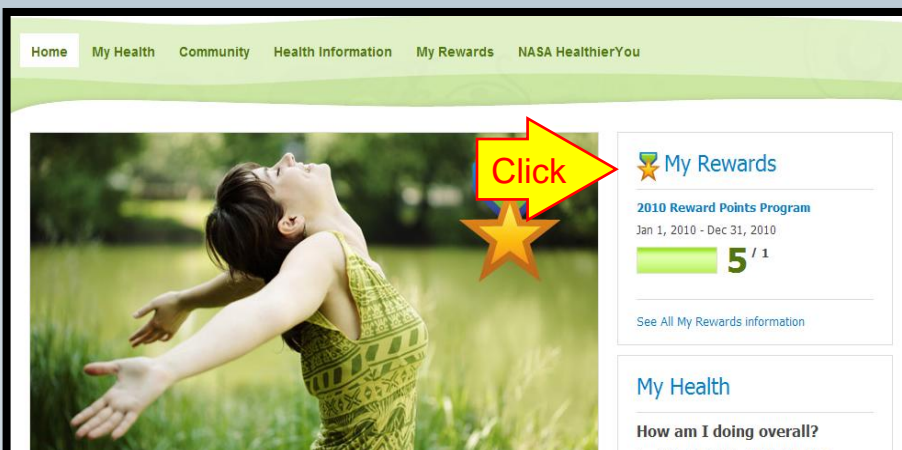 Home My Health Community Health Information My Rewards NASA HealthierYou
Click
My Rewards
2010 Reward Points Program
Jan 1, 2010 - Dec 31, 2010
5 / 1
See All My Rewards information
My Health
How am I doing overall?